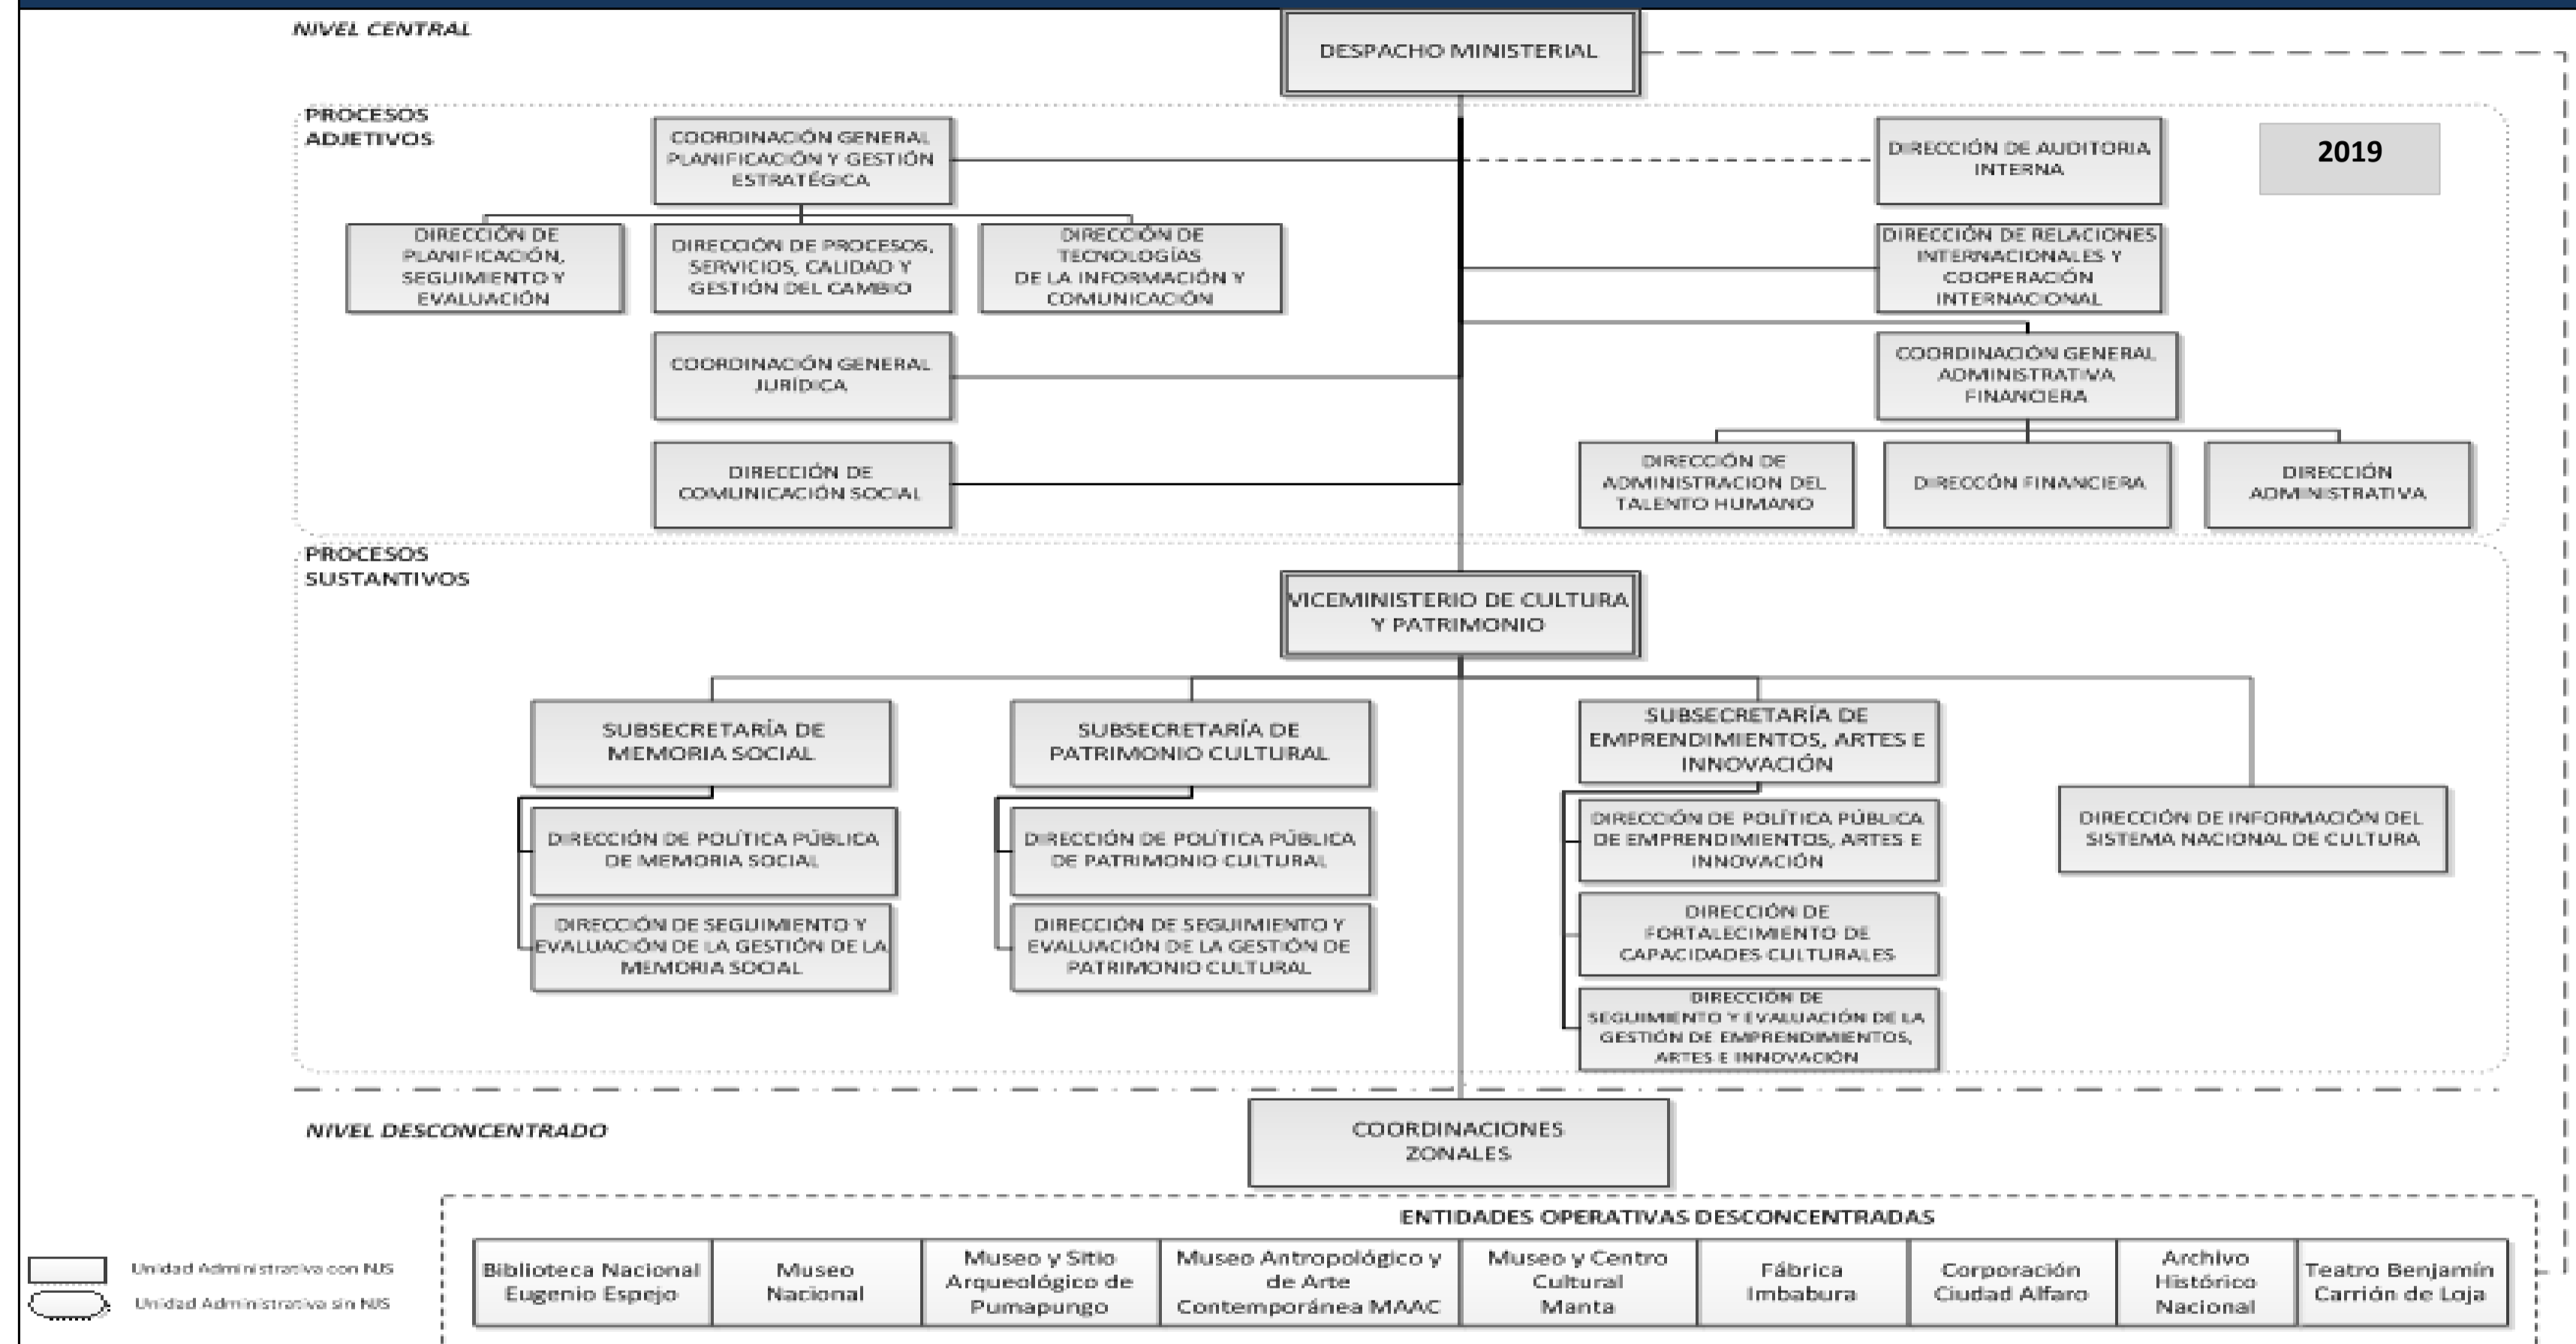 NIVEL CENTRAL
DESPACHO MINISTERIAL
PROCESOS
ADJETIVOS
COORDINACIÓN GENERAL
PLANIFICACIÓN Y GESTIÓN
ESTRATÉGICA
DIRECCIÓN DE AUDITORIA
INTERNA
2019
DIRECCIÓN DE
PLANIFICACIÓN,
SEGUIMIENTO Y
EVALUACIÓN
DIRECCIÓN DE PROCESOS,
SERVICIOS, CALIDAD Y
GESTIÓN DEL CAMBIO
DIRECCIÓN DE
TECNOLOGÍAS
DE LA INFORMACIÓN Y
COMUNICACIÓN
DIRECCIÓN DE RELACIONES
INTERNACIONALES Y
COOPERACIÓN
INTERNACIONAL
COORDINACIÓN GENERAL
JURÍDICA
COORDINACIÓN GENERAL
ADMINISTRATIVA
FINANCIERA
DIRECCIÓN DE
COMUNICACIÓN SOCIAL
DIRECCIÓN DE
ADMINISTRACION DEL
TALENTO HUMANO
DIRECCÓN FINANCIERA
DIRECCIÓN
ADMINISTRATIVA
PROCESOS
SUSTANTIVOS
VICEMINISTERIO DE CULTURA
Y PATRIMONIO
SUBSECRETARÍA DE
MEMORIA SOCIAL
SUBSECRETARÍA DE
PATRIMONIO CULTURAL
SUBSECRETARÍA DE
EMPRENDIMIENTOS, ARTES E
INNOVACIÓN
DIRECCIÓN DE INFORMACIÓN DEL
SISTEMA NACIONAL DE CULTURA
DIRECCIÓN DE POLÍTICA PÚBLICA
DE MEMORIA SOCIAL
DIRECCIÓN DE POLÍTICA PÚBLICA
DE PATRIMONIO CULTURAL
DIRECCIÓN DE POLÍTICA PÚBLICA
DE EMPRENDIMIENTOS, ARTES E
INNOVACIÓN
DIRECCIÓN DE SEGUIMIENTO Y
EVALUACIÓN DE LA GESTIÓN DE LA
MEMORIA SOCIAL
DIRECCIÓN DE SEGUIMIENTO Y
EVALUACIÓN DE LA GESTIÓN DE
PATRIMONIO CULTURAL
DIRECCIÓN DE
FORTALECIMIENTO DE
CAPACIDADES CULTURALES
DIRECCIÓN DE
SEGUIMIENTO Y EVALUACIÓN DE LA
GESTIÓN DE EMPRENDIMIENTOS,
ARTES E INNOVACIÓN
NIVEL DESCONCENTRADO
COORDINACIONES
ZONALES
ENTIDADES OPERATIVAS DESCONCENTRADAS
Biblioteca Nacional
Eugenio Espejo
Museo
Nacional
Museo y Sitio
Arqueológico de
Pumapungo
Museo Antropológico y
de Arte
Contemporánea MAAC
Museo y Centro
Cultural
Manta
Fábrica
Imbabura
Corporación
Ciudad Alfaro
Archivo
Histórico
Nacional
Teatro Benjamín
Carrión de Loja
Unidad Administrativa con NJS
Unidad Administrativa sin NJS